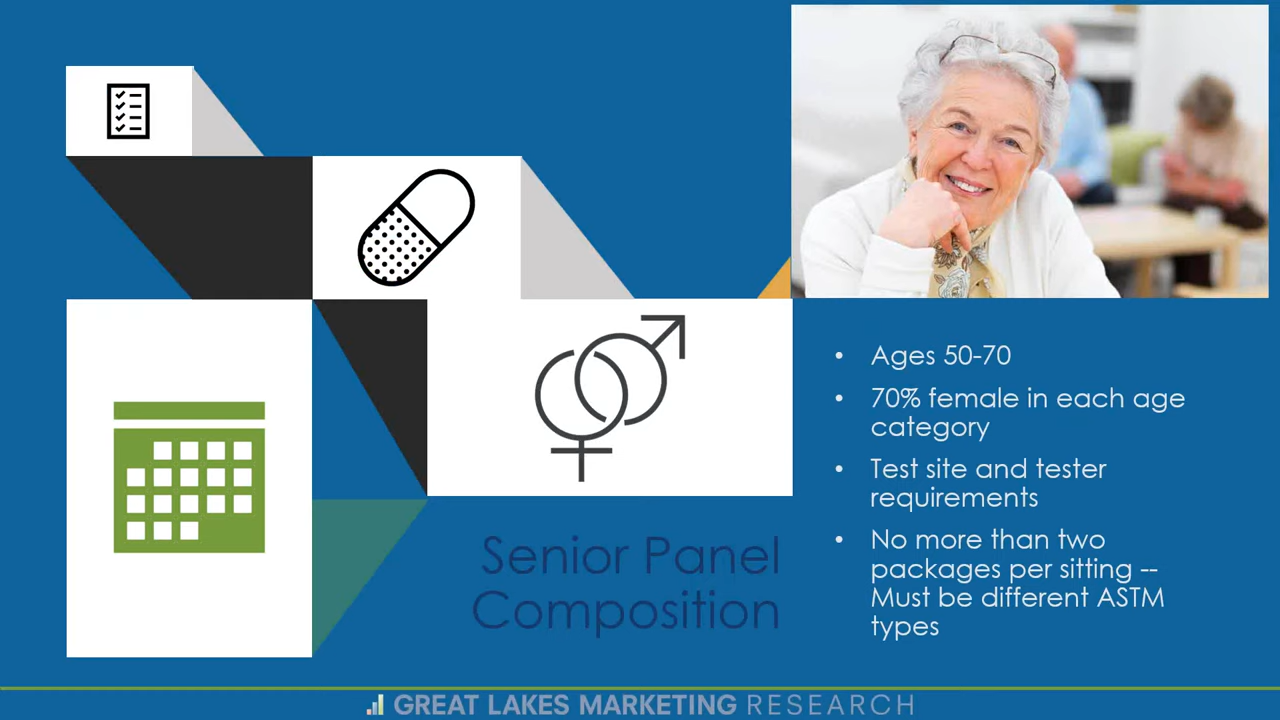 Senior Panel
Composition
• Ages 50-70
• 70% female in each age
category
• Test site and tester
requirements
• No more than two
packages per sitting --
Must be different ASTM
types
GREAT LAKES MARKETING RESEARCH